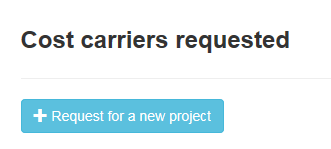 Cost carriers requested
Request for a new project